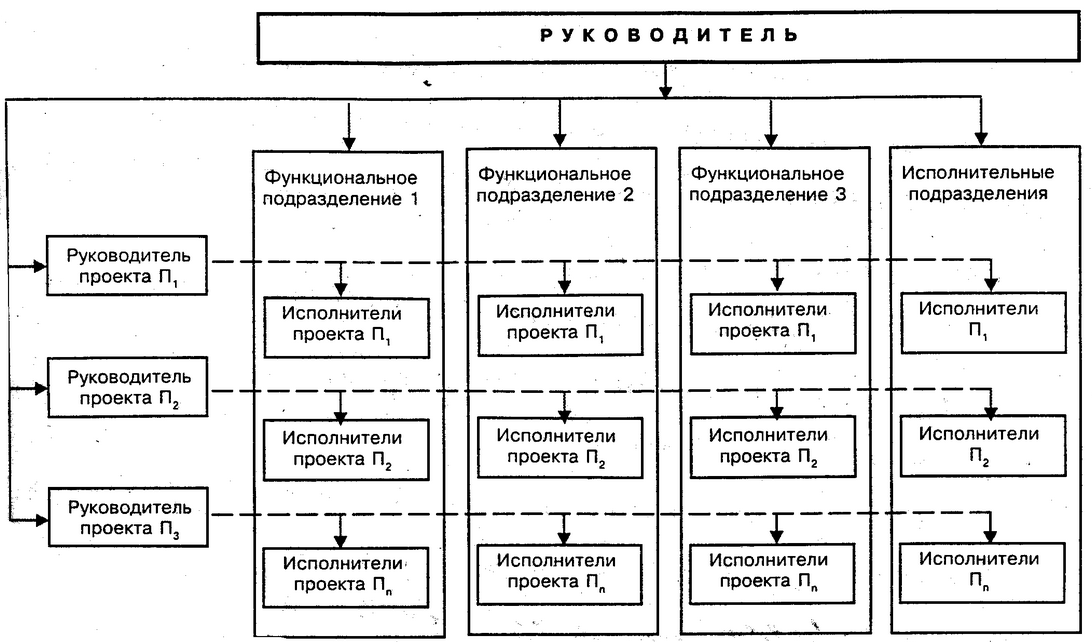 РУКОВОДИТЕЛЬ
Функциональное
подразделение 1
Функциональное
подразделение 2
Функциональное
подразделение 3
Исполнительные
подразделения
Руководитель
проекта П₁
Исполнители
проекта П₁
Исполнители
проекта П₁
Исполнители
проекта П₁
Исполнители
П₁
Руководитель
проекта П₂
Исполнители
проекта П₂
Исполнители
проекта П₂
Исполнители
проекта П₂
Исполнители
П₂
Руководитель
проекта П₃
Исполнители
проекта Пₙ
Исполнители
проекта Пₙ
Исполнители
проекта Пₙ
Исполнители
Пₙ